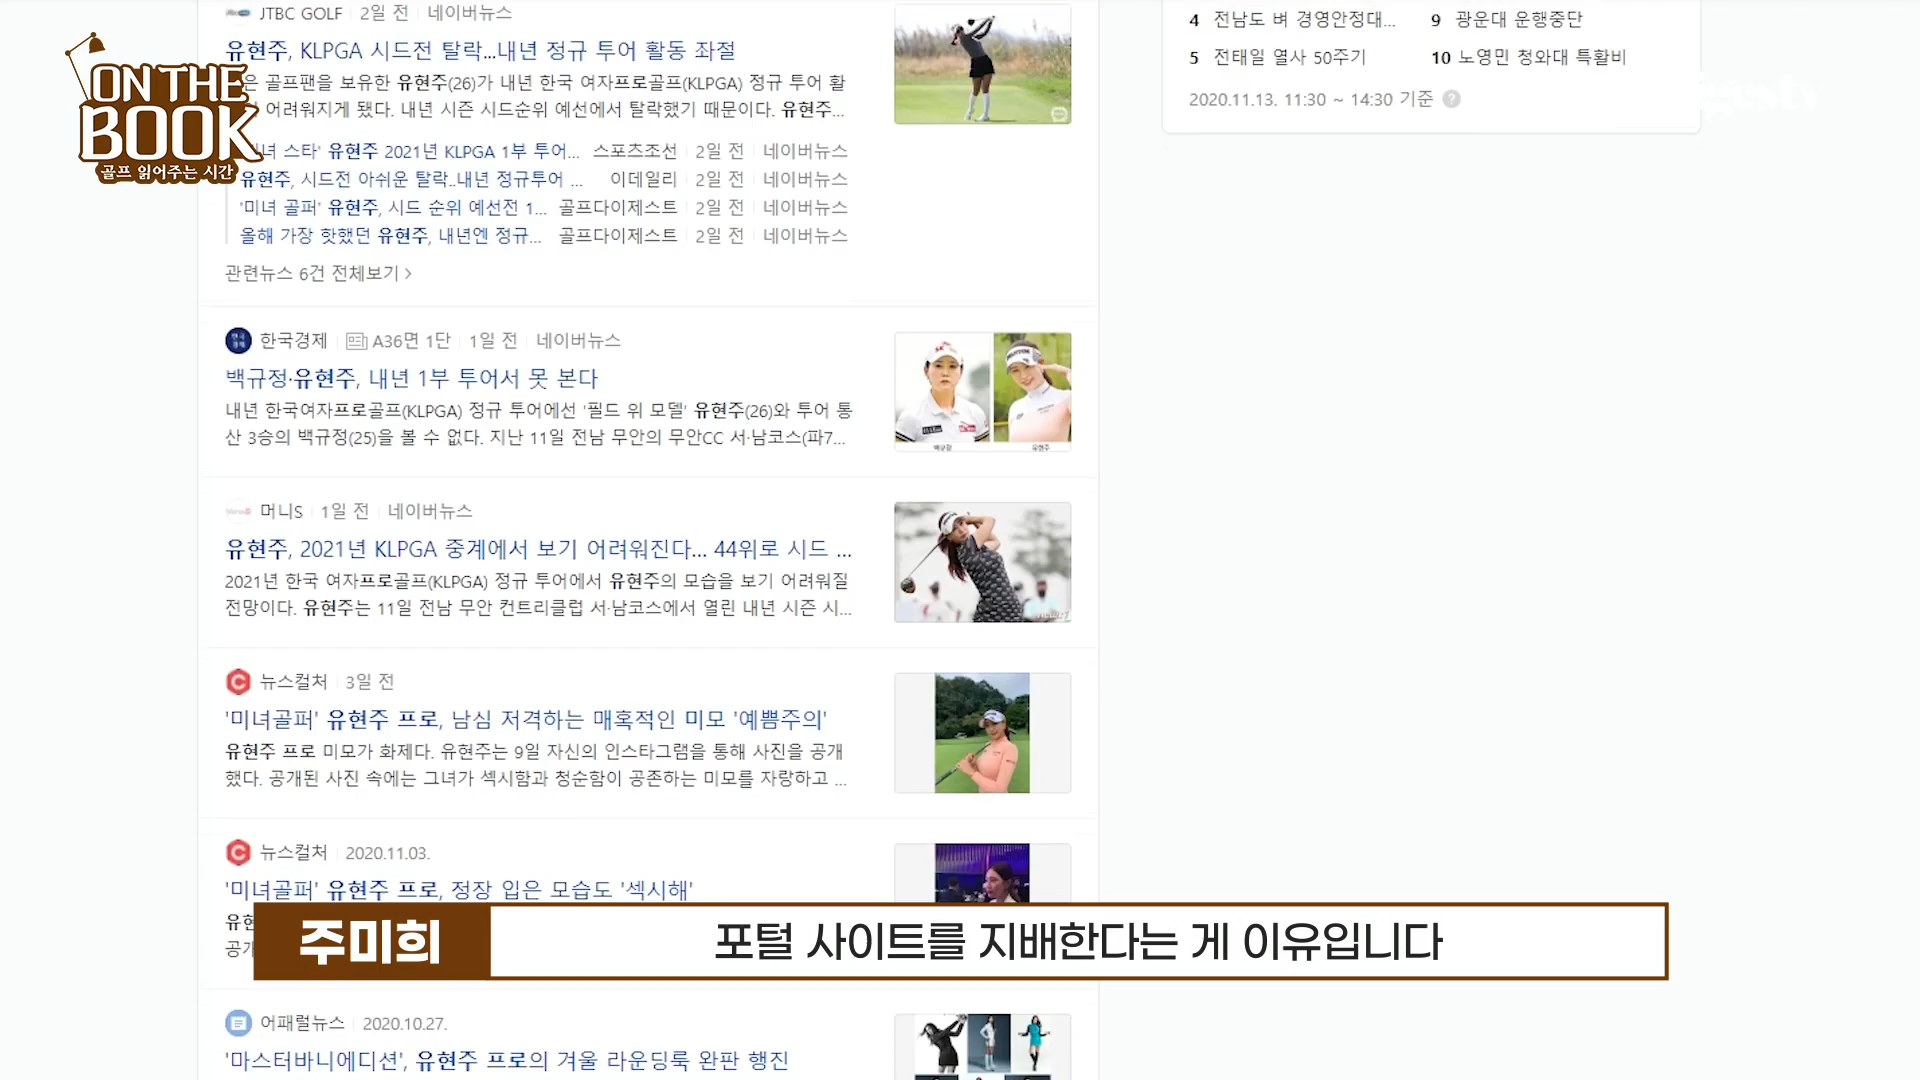 JTBC GOLF 2일 전 네이버뉴스
유현주, KLPGA 시드전 탈락...내년 정규 투어 활동 좌절
은 골프팬을 보유한 유현주(26)가 내년 한국 여자프로골프(KLPGA) 정규 투어 활
어려워지게 됐다. 내년 시즌 시드순위 예선에서 탈락했기 때문이다. 유현주...
녀 스타' 유현주 2021년 KLPGA 1부 투어... 스포츠조선 2일 전 네이버뉴스
유현주, 시드전 아쉬운 탈락..내년 정규투어 ... 이데일리 2일 전 네이버뉴스
'미녀 골퍼' 유현주, 시드 순위 예선전 1... 골프다이제스트 2일 전 네이버뉴스
올해 가장 핫했던 유현주, 내년엔 정규... 골프다이제스트 2일 전 네이버뉴스
관련뉴스 6건 전체보기 >
ON THE
BOOK
골프 읽어주는 시간
4 전남도 벼 경영안정대... 9 광운대 운행중단
5 전태일 열사 50주기 10 노영민 청와대 특활비
2020.11.13. 11:30 ~ 14:30 기준 ?
한국경제 A36면 1단 1일 전 네이버뉴스
백규정·유현주, 내년 1부 투어서 못 본다
내년 한국여자프로골프(KLPGA) 정규 투어에선 '필드 위 모델' 유현주(26)와 투어 통
산 3승의 백규정(25)을 볼 수 없다. 지난 11일 전남 무안의 무안CC 서·남코스(파7...
백규정 유현주
머니S 1일 전 네이버뉴스
유현주, 2021년 KLPGA 중계에서 보기 어려워진다... 44위로 시드 ...
2021년 한국 여자프로골프(KLPGA) 정규 투어에서 유현주의 모습을 보기 어려워질
전망이다. 유현주는 11일 전남 무안 컨트리클럽 서·남코스에서 열린 내년 시즌 시...
뉴스컬처 3일 전
'미녀골퍼' 유현주 프로, 남심 저격하는 매혹적인 미모 '예쁨주의'
유현주 프로 미모가 화제다. 유현주는 9일 자신의 인스타그램을 통해 사진을 공개
했다. 공개된 사진 속에는 그녀가 섹시함과 청순함이 공존하는 미모를 자랑하고 ...
뉴스컬처 2020.11.03.
'미녀골퍼' 유현주 프로, 정장 입은 모습도 '섹시해'
유현
공개
주미희 포털 사이트를 지배한다는 게 이유입니다
어패럴뉴스 2020.10.27.
'마스터바니에디션', 유현주 프로의 겨울 라운딩룩 완판 행진